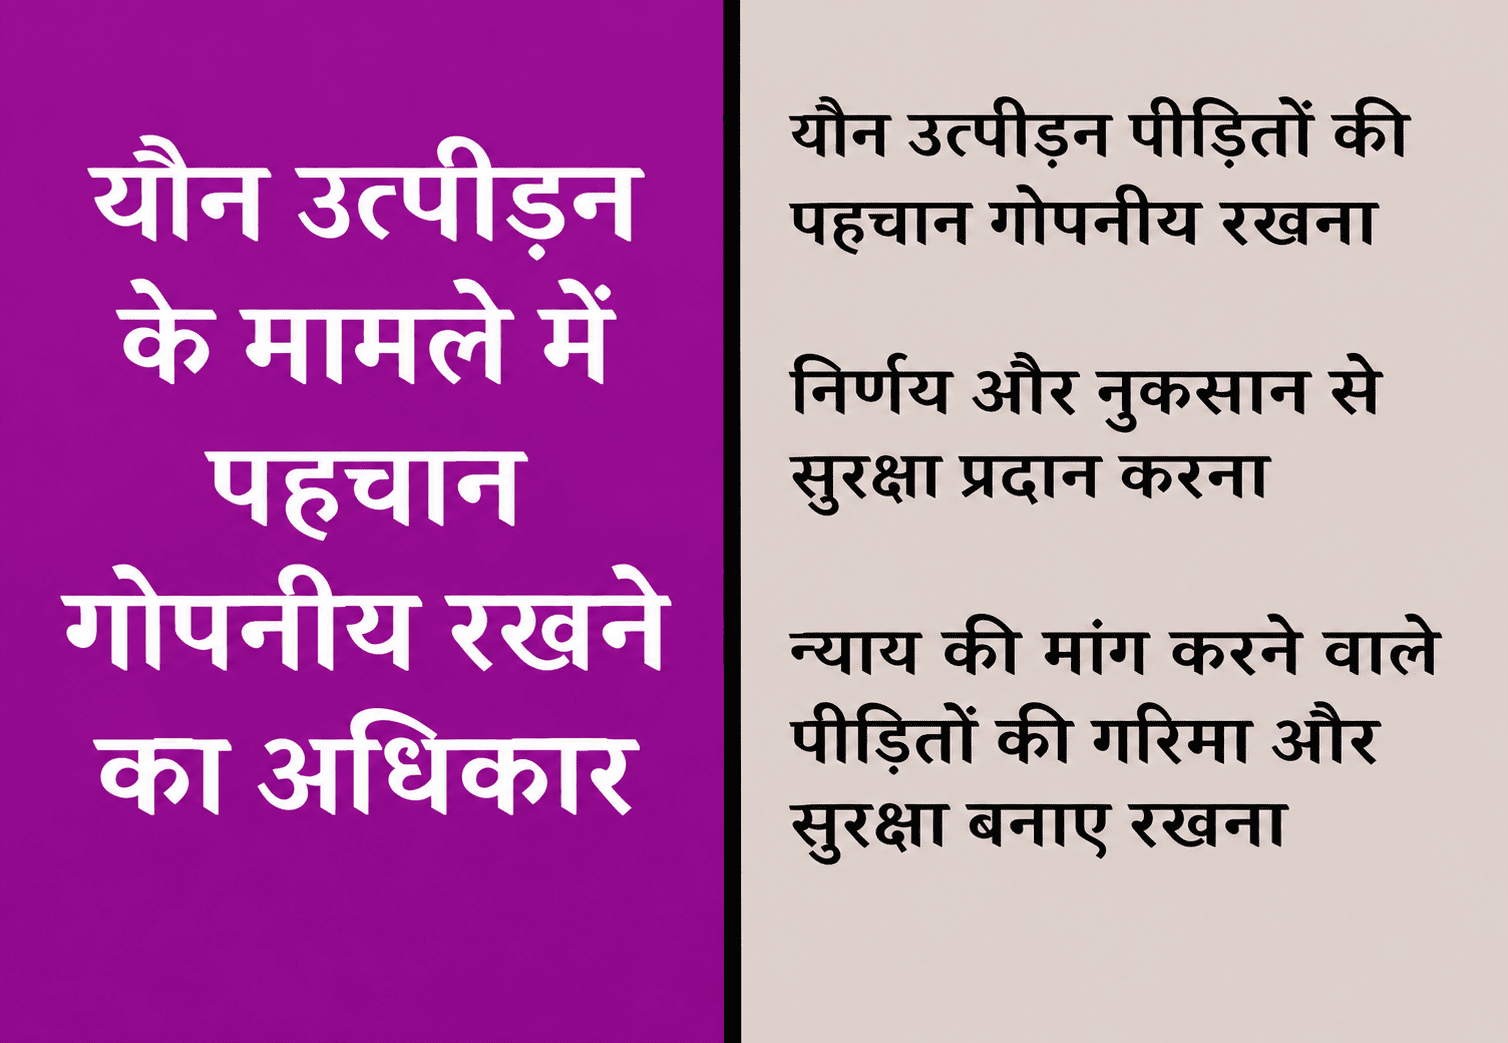 यौन उत्पीड़न
के मामले में
पहचान
गोपनीय रखने
का अधिकार
यौन उत्पीड़न पीड़ितों की
पहचान गोपनीय रखना
निर्णय और नुकसान से
सुरक्षा प्रदान करना
न्याय की मांग करने वाले
पीड़ितों की गरिमा और
सुरक्षा बनाए रखना